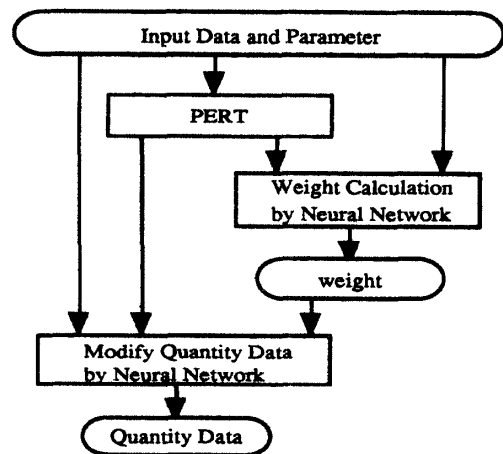 Input Data and Parameter
PERT
Weight Calculation
by Neural Network
weight
Modify Quantity Data
by Neural Network
Quantity Data